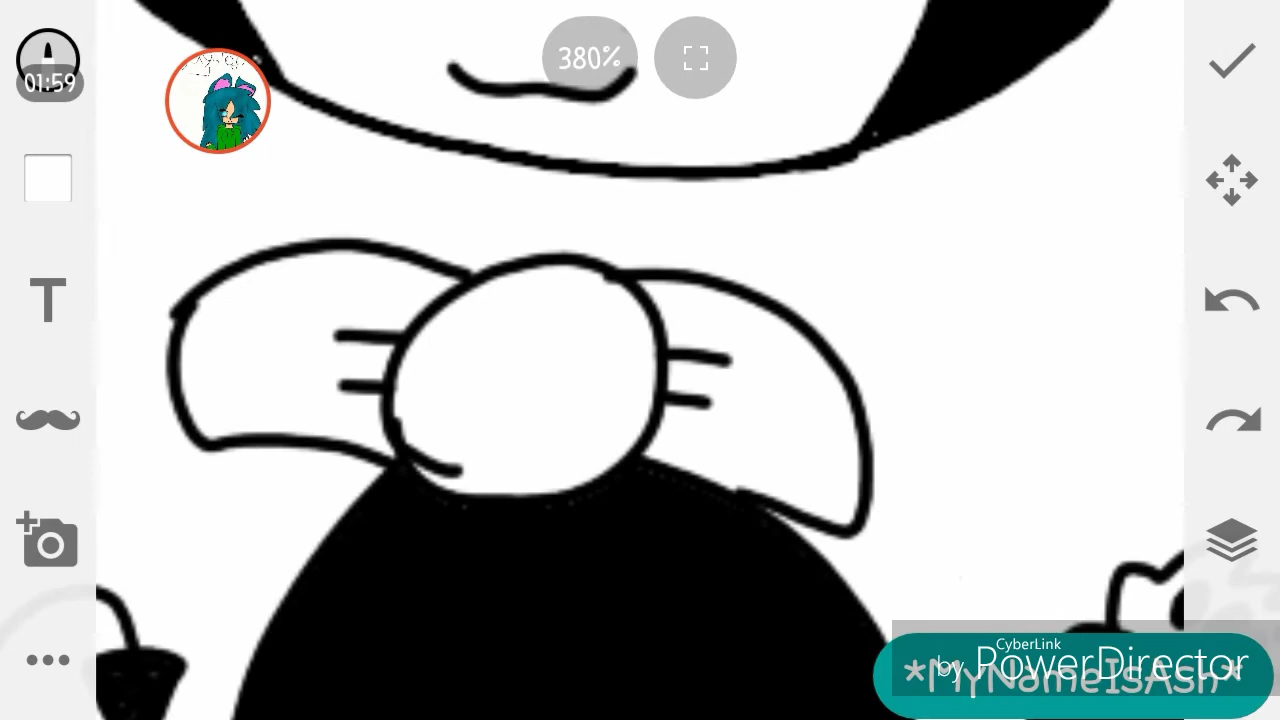 380%
01:59
T
CyberLink
by PowerDirector
*MyNameIsAsh*